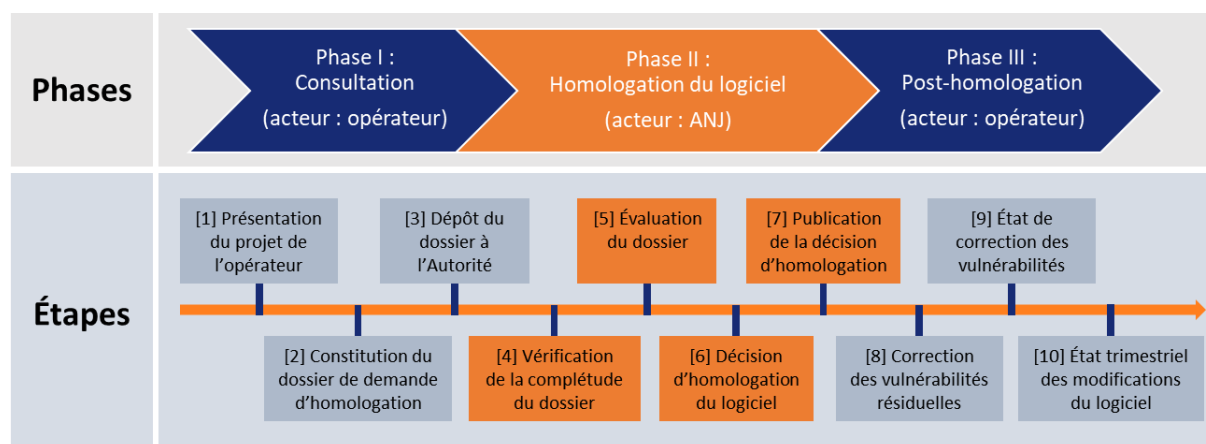 Phases
Phase I :
Consultation
(acteur : opérateur)
Phase II :
Homologation du logiciel
(acteur : ANJ)
Phase III :
Post-homologation
(acteur : opérateur)
Étapes
[1] Présentation
du projet de
l’opérateur
[2] Constitution du
dossier de demande
d’homologation
[3] Dépôt du
dossier à
l’Autorité
[4] Vérification
de la complétude
du dossier
[5] Évaluation
du dossier
[6] Décision
d’homologation
du logiciel
[7] Publication
de la décision
d’homologation
[8] Correction
des vulnérabilités
résiduelles
[9] État de
correction des
vulnérabilités
[10] État trimestriel
des modifications
du logiciel